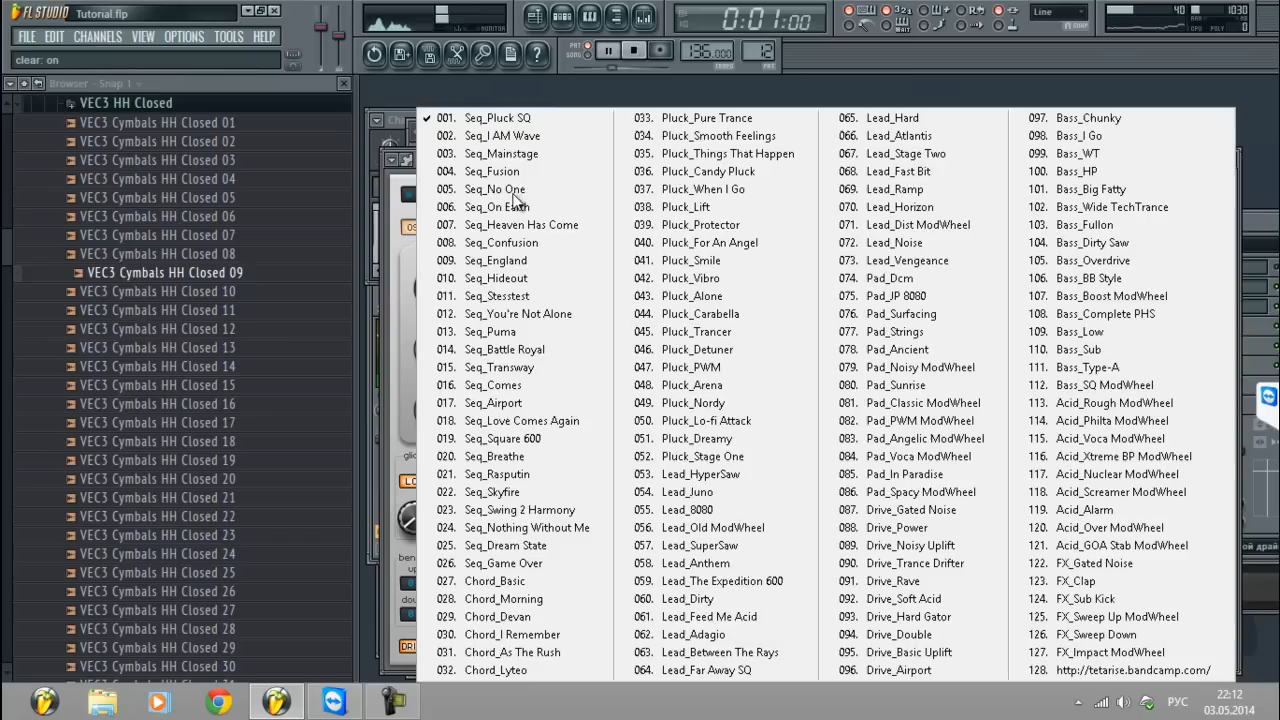 FL STUDIO
Tutorial.flp
FILE EDIT CHANNELS VIEW OPTIONS TOOLS HELP
clear: on
MONITOR
0:01:00
PAT
SONG
136.000
TEMPO
12
PAT
WAIT
Line
40
1030
Browser - Snap 1
VEC3 HH Closed
VEC3 Cymbals HH Closed 01
VEC3 Cymbals HH Closed 02
VEC3 Cymbals HH Closed 03
VEC3 Cymbals HH Closed 04
VEC3 Cymbals HH Closed 05
VEC3 Cymbals HH Closed 06
VEC3 Cymbals HH Closed 07
VEC3 Cymbals HH Closed 08
VEC3 Cymbals HH Closed 09
VEC3 Cymbals HH Closed 10
VEC3 Cymbals HH Closed 11
VEC3 Cymbals HH Closed 12
VEC3 Cymbals HH Closed 13
VEC3 Cymbals HH Closed 14
VEC3 Cymbals HH Closed 15
VEC3 Cymbals HH Closed 16
VEC3 Cymbals HH Closed 17
VEC3 Cymbals HH Closed 18
VEC3 Cymbals HH Closed 19
VEC3 Cymbals HH Closed 20
VEC3 Cymbals HH Closed 21
VEC3 Cymbals HH Closed 22
VEC3 Cymbals HH Closed 23
VEC3 Cymbals HH Closed 24
VEC3 Cymbals HH Closed 25
VEC3 Cymbals HH Closed 26
VEC3 Cymbals HH Closed 27
VEC3 Cymbals HH Closed 28
VEC3 Cymbals HH Closed 29
VEC3 Cymbals HH Closed 30
001. Seq_Pluck SQ
002. Seq_I AM Wave
003. Seq_Mainstage
004. Seq_Fusion
005. Seq_No One
006. Seq_On Earth
007. Seq_Heaven Has Come
008. Seq_Confusion
009. Seq_England
010. Seq_Hideout
011. Seq_Stesstest
012. Seq_You're Not Alone
013. Seq_Puma
014. Seq_Battle Royal
015. Seq_Transway
016. Seq_Comes
017. Seq_Airport
018. Seq_Love Comes Again
019. Seq_Square 600
020. Seq_Breathe
021. Seq_Rasputin
022. Seq_Skyfire
023. Seq_Swing 2 Harmony
024. Seq_Nothing Without Me
025. Seq_Dream State
026. Seq_Game Over
027. Chord_Basic
028. Chord_Morning
029. Chord_Devan
030. Chord_I Remember
031. Chord_As The Rush
032. Chord_Lyteo
033. Pluck_Pure Trance
034. Pluck_Smooth Feelings
035. Pluck_Things That Happen
036. Pluck_Candy Pluck
037. Pluck_When I Go
038. Pluck_Lift
039. Pluck_Protector
040. Pluck_For An Angel
041. Pluck_Smile
042. Pluck_Vibro
043. Pluck_Alone
044. Pluck_Carabella
045. Pluck_Trancer
046. Pluck_Detuner
047. Pluck_PWM
048. Pluck_Arena
049. Pluck_Nordy
050. Pluck_Lo-fi Attack
051. Pluck_Dreamy
052. Pluck_Stage One
053. Lead_HyperSaw
054. Lead_Juno
055. Lead_8080
056. Lead_Old ModWheel
057. Lead_SuperSaw
058. Lead_Anthem
059. Lead_The Expedition 600
060. Lead_Dirty
061. Lead_Feed Me Acid
062. Lead_Adagio
063. Lead_Between The Rays
064. Lead_Far Away SQ
065. Lead_Hard
066. Lead_Atlantis
067. Lead_Stage Two
068. Lead_Fast Bit
069. Lead_Ramp
070. Lead_Horizon
071. Lead_Dist ModWheel
072. Lead_Noise
073. Lead_Vengeance
074. Pad_Dcm
075. Pad_JP 8080
076. Pad_Surfacing
077. Pad_Strings
078. Pad_Ancient
079. Pad_Noisy ModWheel
080. Pad_Sunrise
081. Pad_Classic ModWheel
082. Pad_PWM ModWheel
083. Pad_Angelic ModWheel
084. Pad_Voca ModWheel
085. Pad_In Paradise
086. Pad_Spacy ModWheel
087. Drive_Gated Noise
088. Drive_Power
089. Drive_Noisy Uplift
090. Drive_Trance Drifter
091. Drive_Rave
092. Drive_Soft Acid
093. Drive_Hard Gator
094. Drive_Double
095. Drive_Basic Uplift
096. Drive_Airport
097. Bass_Chunky
098. Bass_I Go
099. Bass_WT
100. Bass_HP
101. Bass_Big Fatty
102. Bass_Wide TechTrance
103. Bass_Fullon
104. Bass_Dirty Saw
105. Bass_Overdrive
106. Bass_BB Style
107. Bass_Boost ModWheel
108. Bass_Complete PHS
109. Bass_Low
110. Bass_Sub
111. Bass_Type-A
112. Bass_SQ ModWheel
113. Acid_Rough ModWheel
114. Acid_Philta ModWheel
115. Acid_Voca ModWheel
116. Acid_Xtreme BP ModWheel
117. Acid_Nuclear ModWheel
118. Acid_Screamer ModWheel
119. Acid_Alarm
120. Acid_Over ModWheel
121. Acid_GOA Stab ModWheel
122. FX_Gated Noise
123. FX_Clap
124. FX_Sub Kick
125. FX_Sweep Up ModWheel
126. FX_Sweep Down
127. FX_Impact ModWheel
128. http://tetarise.bandcamp.com/
ой драй
РУС
22:12
03.05.2014